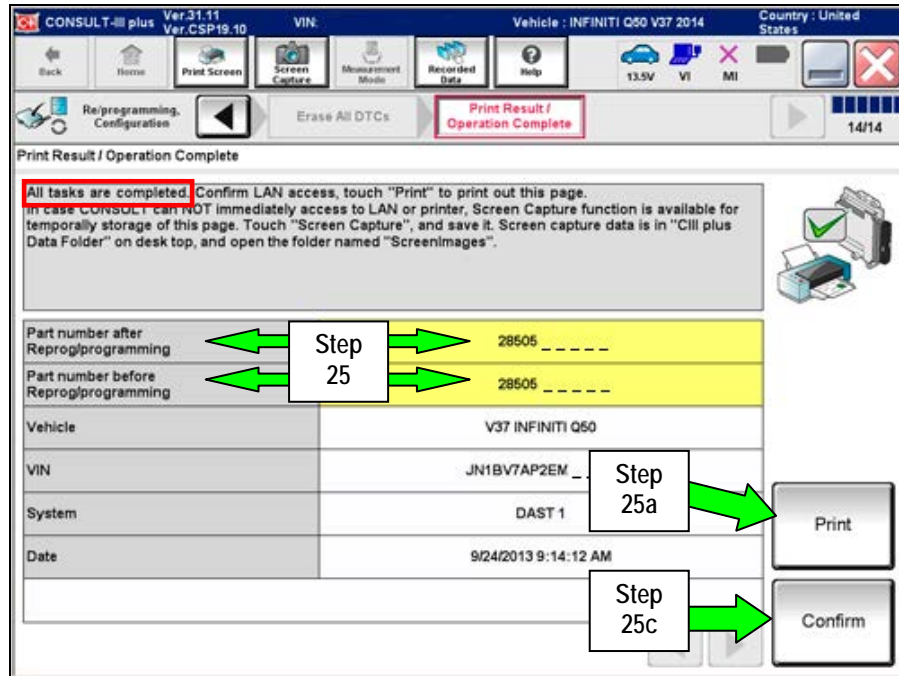 CONSULT-III plus Ver.31.11 Ver.CSP19.10 VIN: Vehicle : INFINITI Q50 V37 2014 Country : United States
Back Home Print Screen Screen Capture Measurement Mode Recorded Data Help 13.5V VI MI
Re/programming, Configuration Erase All DTCs Print Result / Operation Complete 14/14
Print Result / Operation Complete
All tasks are completed. Confirm LAN access, touch "Print" to print out this page.
In case CONSULT can NOT immediately access to LAN or printer, Screen Capture function is available for
temporally storage of this page. Touch "Screen Capture", and save it. Screen capture data is in "CIII plus
Data Folder" on desk top, and open the folder named "ScreenImages".
Part number after
Reprog/programming
28505 _ _ _ _ _
Step
25
Part number before
Reprog/programming
28505 _ _ _ _ _
Vehicle V37 INFINITI Q50
VIN JN1BV7AP2EM _
Step
25a
System DAST 1
Print
Date 9/24/2013 9:14:12 AM
Step
25c
Confirm